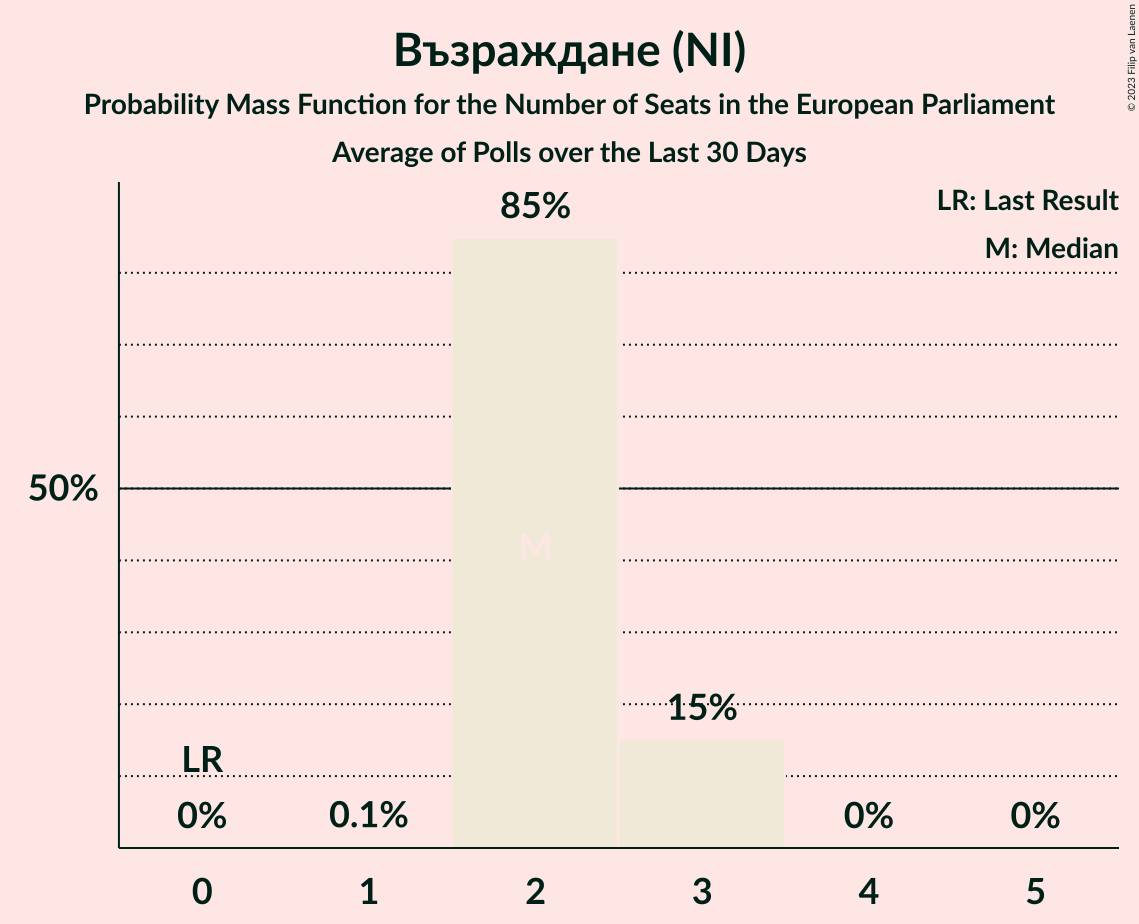 Възраждане (NI)
Probability Mass Function for the Number of Seats in the European Parliament
Average of Polls over the Last 30 Days
© 2023 Filip van Laenen
LR: Last Result
M: Median
85%
50%
M
15%
LR
0%
0.1%
0%
0%
0
1
2
3
4
5